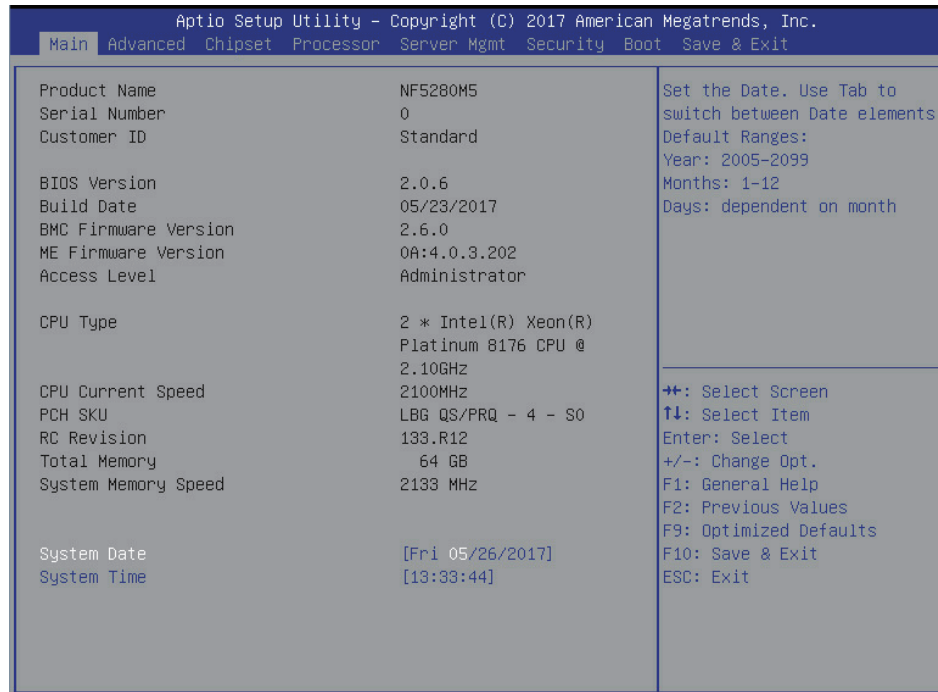 Aptio Setup Utility – Copyright (C) 2017 American Megatrends, Inc.
Main Advanced Chipset Processor Server Mgmt Security Boot Save & Exit
Product Name NF5280M5
Serial Number 0
Customer ID Standard
BIOS Version 2.0.6
Build Date 05/23/2017
BMC Firmware Version 2.6.0
ME Firmware Version 0A:4.0.3.202
Access Level Administrator
CPU Type 2 * Intel(R) Xeon(R)
Platinum 8176 CPU @
2.10GHz
CPU Current Speed 2100MHz
PCH SKU LBG QS/PRQ - 4 - S0
RC Revision 133.R12
Total Memory 64 GB
System Memory Speed 2133 MHz
System Date [Fri 05/26/2017]
System Time [13:33:44]
Set the Date. Use Tab to
switch between Date elements
Default Ranges:
Year: 2005-2099
Months: 1-12
Days: dependent on month
→←: Select Screen
↑↓: Select Item
Enter: Select
+/-: Change Opt.
F1: General Help
F2: Previous Values
F9: Optimized Defaults
F10: Save & Exit
ESC: Exit